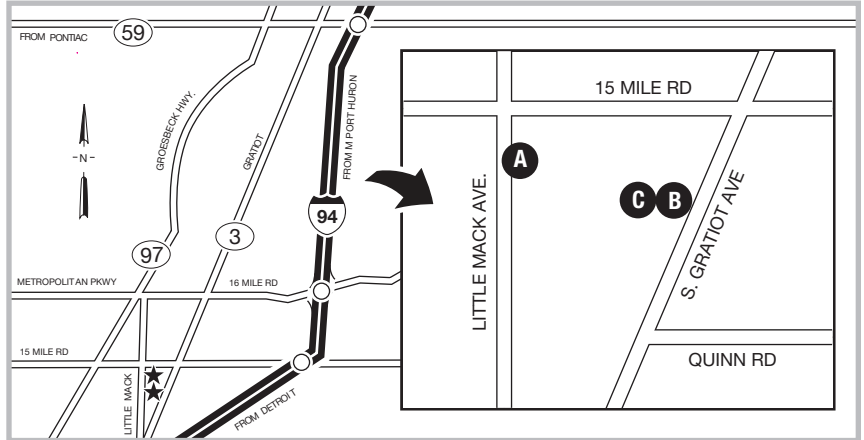 FROM PONTIAC
59
GROESBECK HWY.
GRATIOT
FROM M PORT HURON
-N-
94
3
97
METROPOLITAN PKWY
16 MILE RD
15 MILE RD
LITTLE MACK
FROM DETROIT
15 MILE RD
A
C
B
LITTLE MACK AVE.
S. GRATIOT AVE
QUINN RD